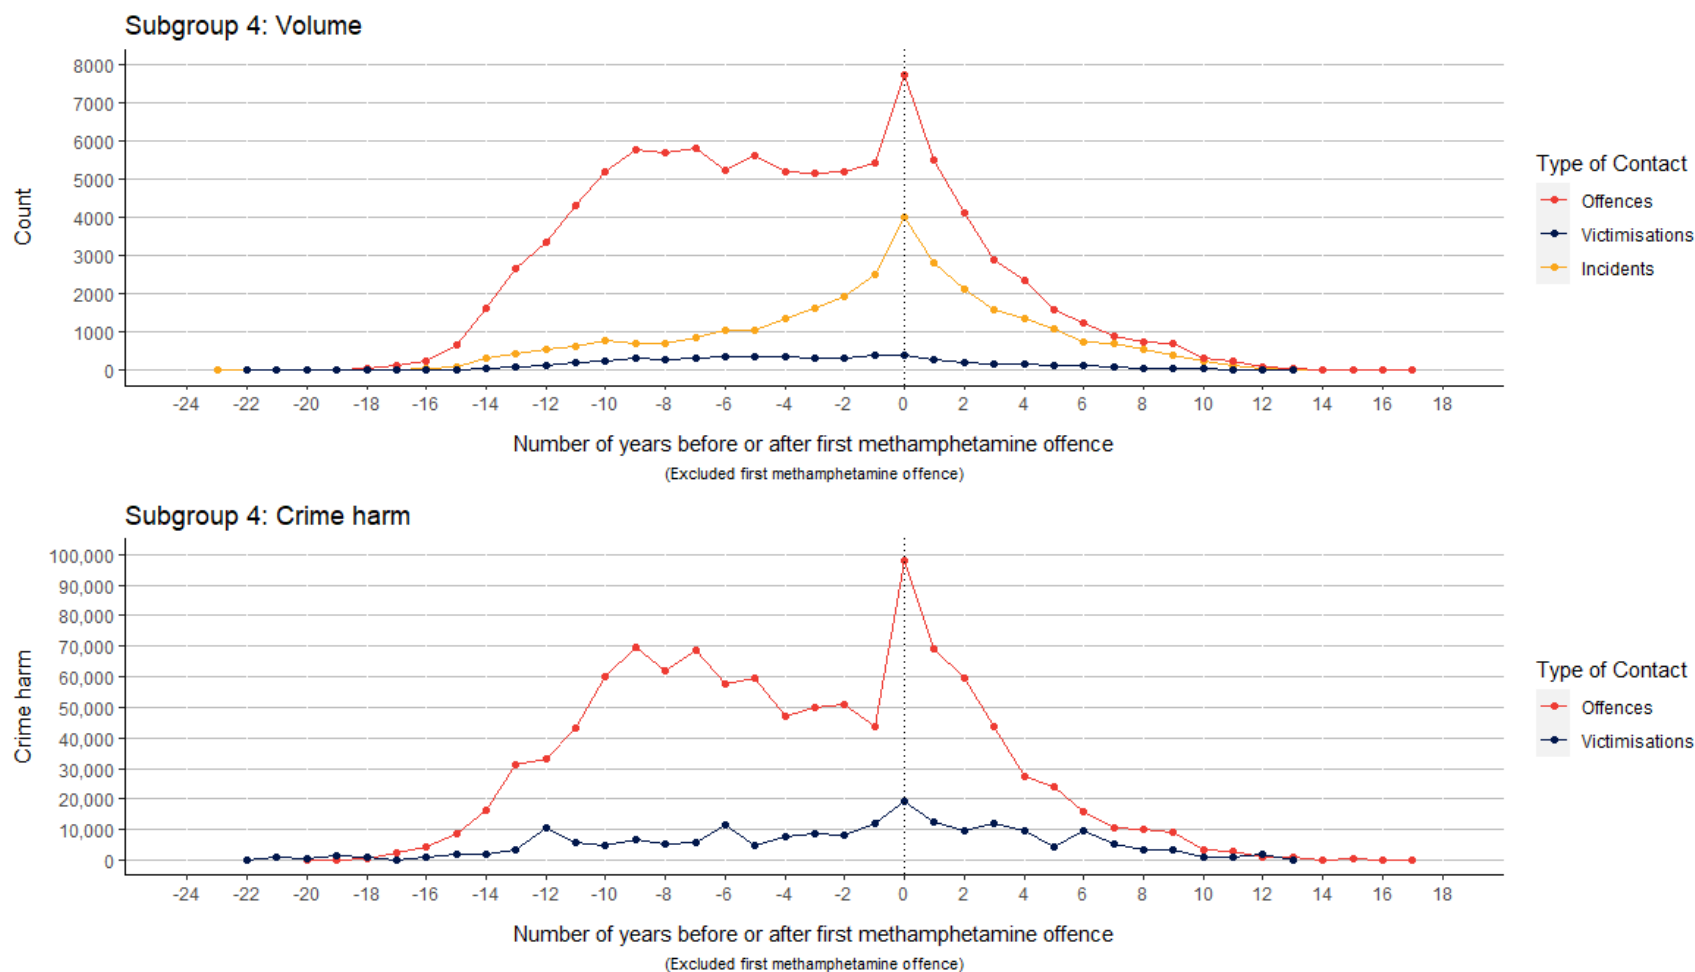 Subgroup 4: Volume
8000
7000
6000
5000
4000
3000
2000
1000
0
Count
-24 -22 -20 -18 -16 -14 -12 -10 -8 -6 -4 -2 0 2 4 6 8 10 12 14 16 18
Number of years before or after first methamphetamine offence
(Excluded first methamphetamine offence)
Type of Contact
Offences
Victimisations
Incidents
Subgroup 4: Crime harm
100,000
90,000
80,000
70,000
60,000
50,000
40,000
30,000
20,000
10,000
0
Crime harm
-24 -22 -20 -18 -16 -14 -12 -10 -8 -6 -4 -2 0 2 4 6 8 10 12 14 16 18
Number of years before or after first methamphetamine offence
(Excluded first methamphetamine offence)
Type of Contact
Offences
Victimisations